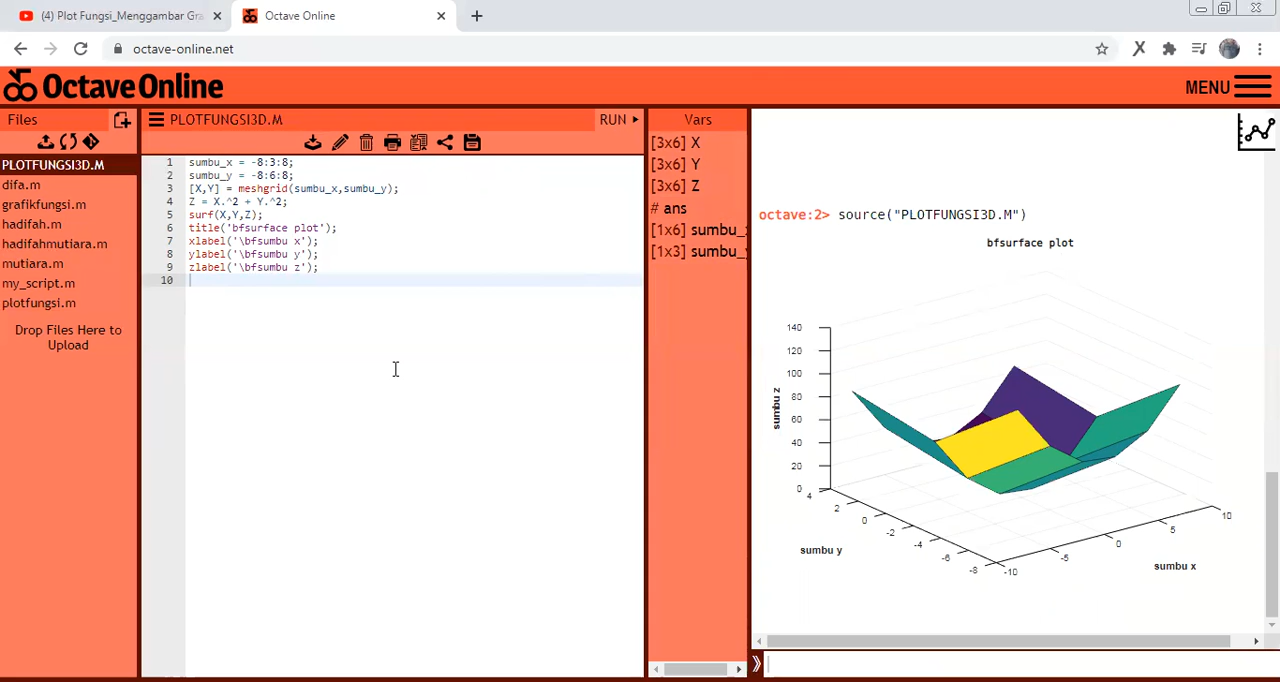 (4) Plot Fungsi_Menggambar Gra
Octave Online
octave-online.net
Octave Online
MENU
Files
PLOTFUNGSI3D.M
RUN
Vars
PLOTFUNGSI3D.M
difa.m
grafikfungsi.m
hadifah.m
hadifahmutiara.m
mutiara.m
my_script.m
plotfungsi.m
Drop Files Here to
Upload
1 sumbu_x = -8:3:8;
2 sumbu_y = -8:6:8;
3 [X,Y] = meshgrid(sumbu_x,sumbu_y);
4 Z = X.^2 + Y.^2;
5 surf(X,Y,Z);
6 title('bfsurface plot');
7 xlabel('\bfsumbu x');
8 ylabel('\bfsumbu y');
9 zlabel('\bfsumbu z');
10
[3x6] X
[3x6] Y
[3x6] Z
# ans
[1x6] sumbu_
[1x3] sumbu_
octave:2> source("PLOTFUNGSI3D.M")
bfsurface plot
140
120
100
80
60
40
20
0
sumbu z
4
2
0
-2
-4
-6
-8
sumbu y
-10
-5
0
5
10
sumbu x